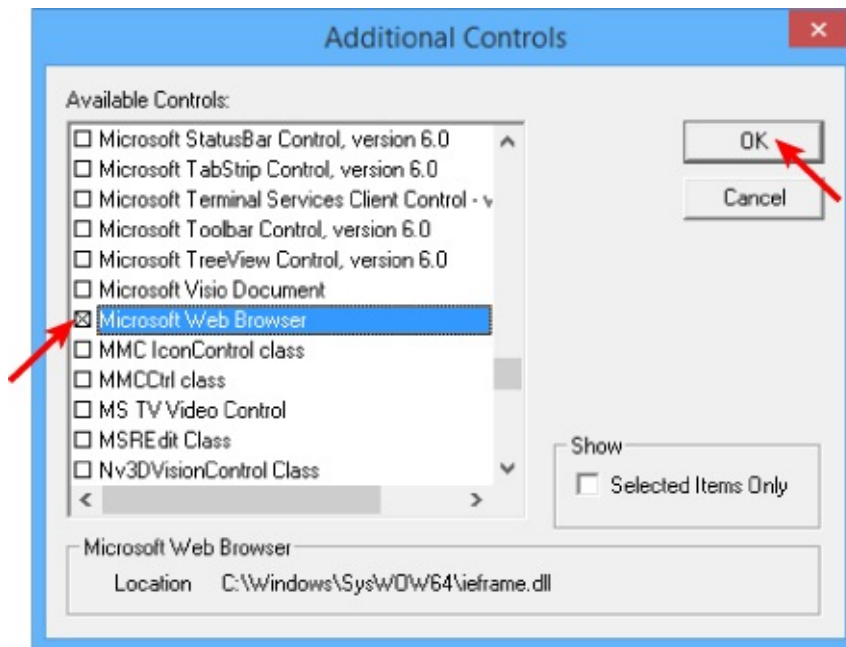 Additional Controls
Available Controls:
Microsoft StatusBar Control, version 6.0
Microsoft TabStrip Control, version 6.0
Microsoft Terminal Services Client Control - v
Microsoft Toolbar Control, version 6.0
Microsoft TreeView Control, version 6.0
Microsoft Visio Document
Microsoft Web Browser
MMC IconControl class
MMCCtrl class
MS TV Video Control
MSREdit Class
Nv3DVisionControl Class
OK
Cancel
Show
Selected Items Only
Microsoft Web Browser
Location C:\Windows\SysWOW64\ieframe.dll